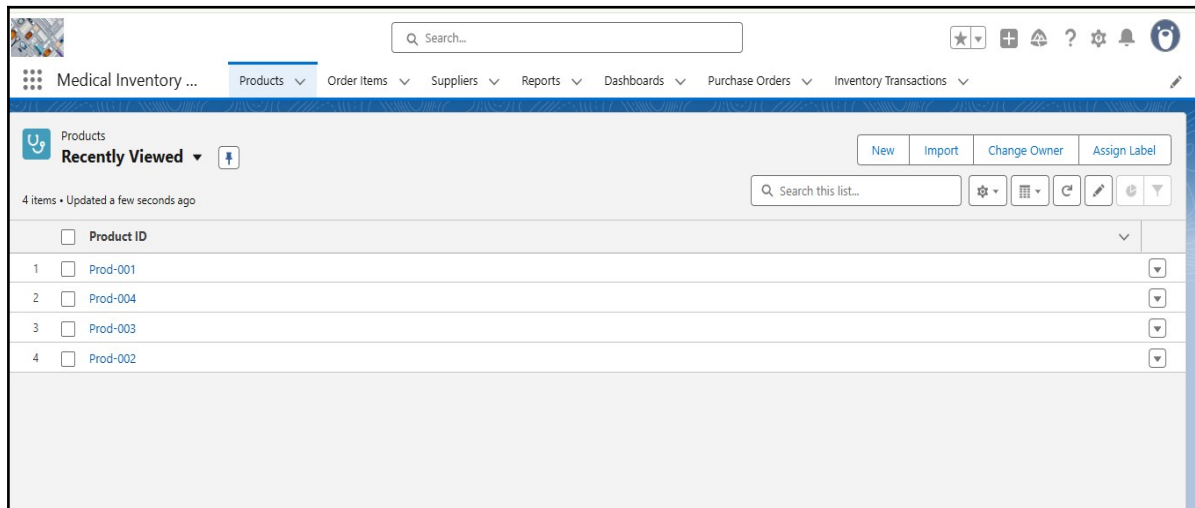 Search...
Medical Inventory ... Products Order Items Suppliers Reports Dashboards Purchase Orders Inventory Transactions
Products
Recently Viewed
New Import Change Owner Assign Label
4 items • Updated a few seconds ago
Search this list...
Product ID
1 Prod-001
2 Prod-004
3 Prod-003
4 Prod-002